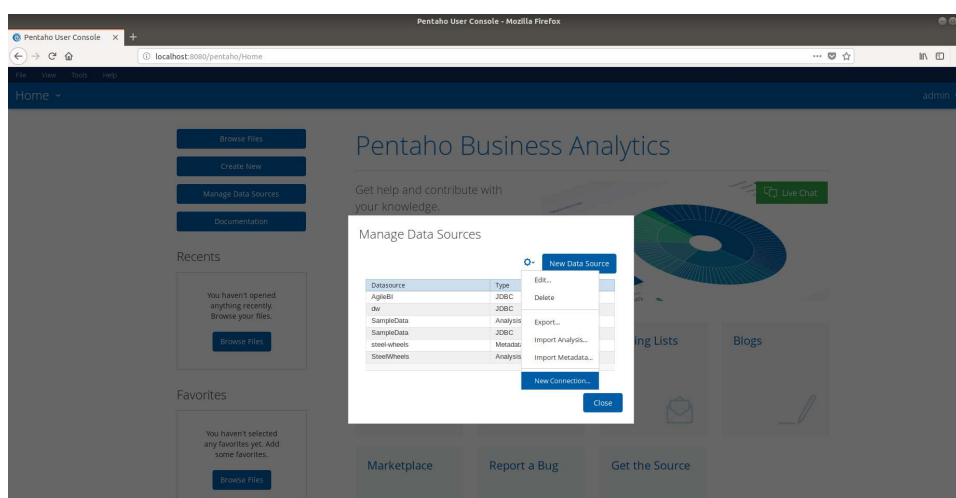 Pentaho User Console - Mozilla Firefox
Pentaho User Console × +
localhost:8080/pentaho/Home
File View Tools Help
Home
admin
Browse Files
Create New
Manage Data Sources
Documentation
Recents
You haven't opened
anything recently.
Browse your files.
Browse Files
Favorites
You haven't selected
any favorites yet. Add
some favorites.
Browse Files
Pentaho Business Analytics
Get help and contribute with
your knowledge.
Live Chat
Manage Data Sources
New Data Source
Datasource Type
AgileBI JDBC
dw JDBC
SampleData Analysis
SampleData JDBC
steel-wheels
SteelWheels Analysis
Edit...
Delete
Export...
Import Analysis...
Import Metadata...
New Connection...
Close
Lists
Blogs
Marketplace
Report a Bug
Get the Source